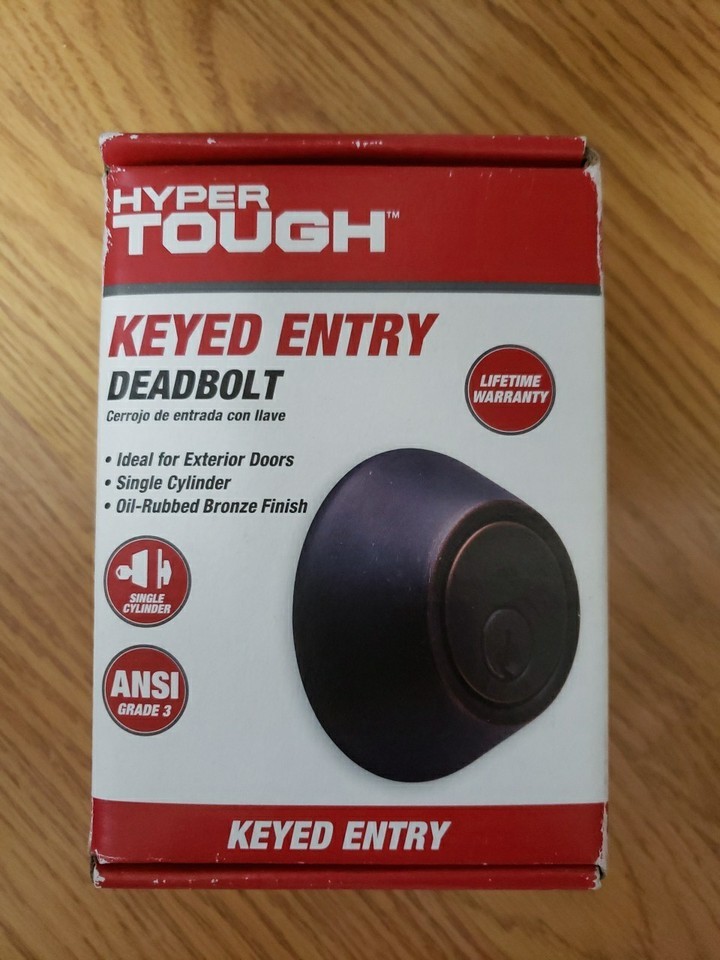 HYPER
TOUGH™
KEYED ENTRY
DEADBOLT
Cerrojo de entrada con llave
LIFETIME
WARRANTY
• Ideal for Exterior Doors
• Single Cylinder
• Oil-Rubbed Bronze Finish
SINGLE
CYLINDER
ANSI
GRADE 3
KEYED ENTRY